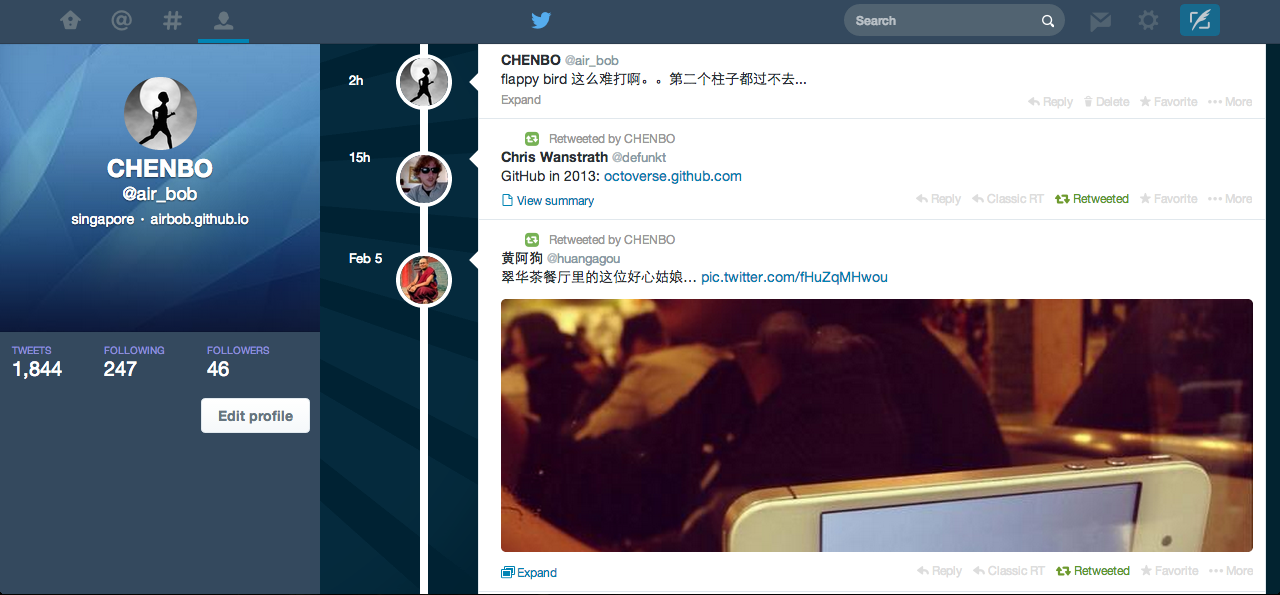 Search
CHENBO
@air_bob
singapore · airbob.github.io
TWEETS FOLLOWING FOLLOWERS
1,844 247 46
Edit profile
2h
CHENBO @air_bob
flappy bird 这么难打啊。。第二个柱子都过不去...
Expand
Reply Delete Favorite More
15h
Retweeted by CHENBO
Chris Wanstrath @defunkt
GitHub in 2013: octoverse.github.com
View summary
Reply Classic RT Retweeted Favorite More
Feb 5
Retweeted by CHENBO
黄阿狗 @huangagou
翠华茶餐厅里的这位好心姑娘… pic.twitter.com/fHuZqMHwou
Expand
Reply Classic RT Retweeted Favorite More